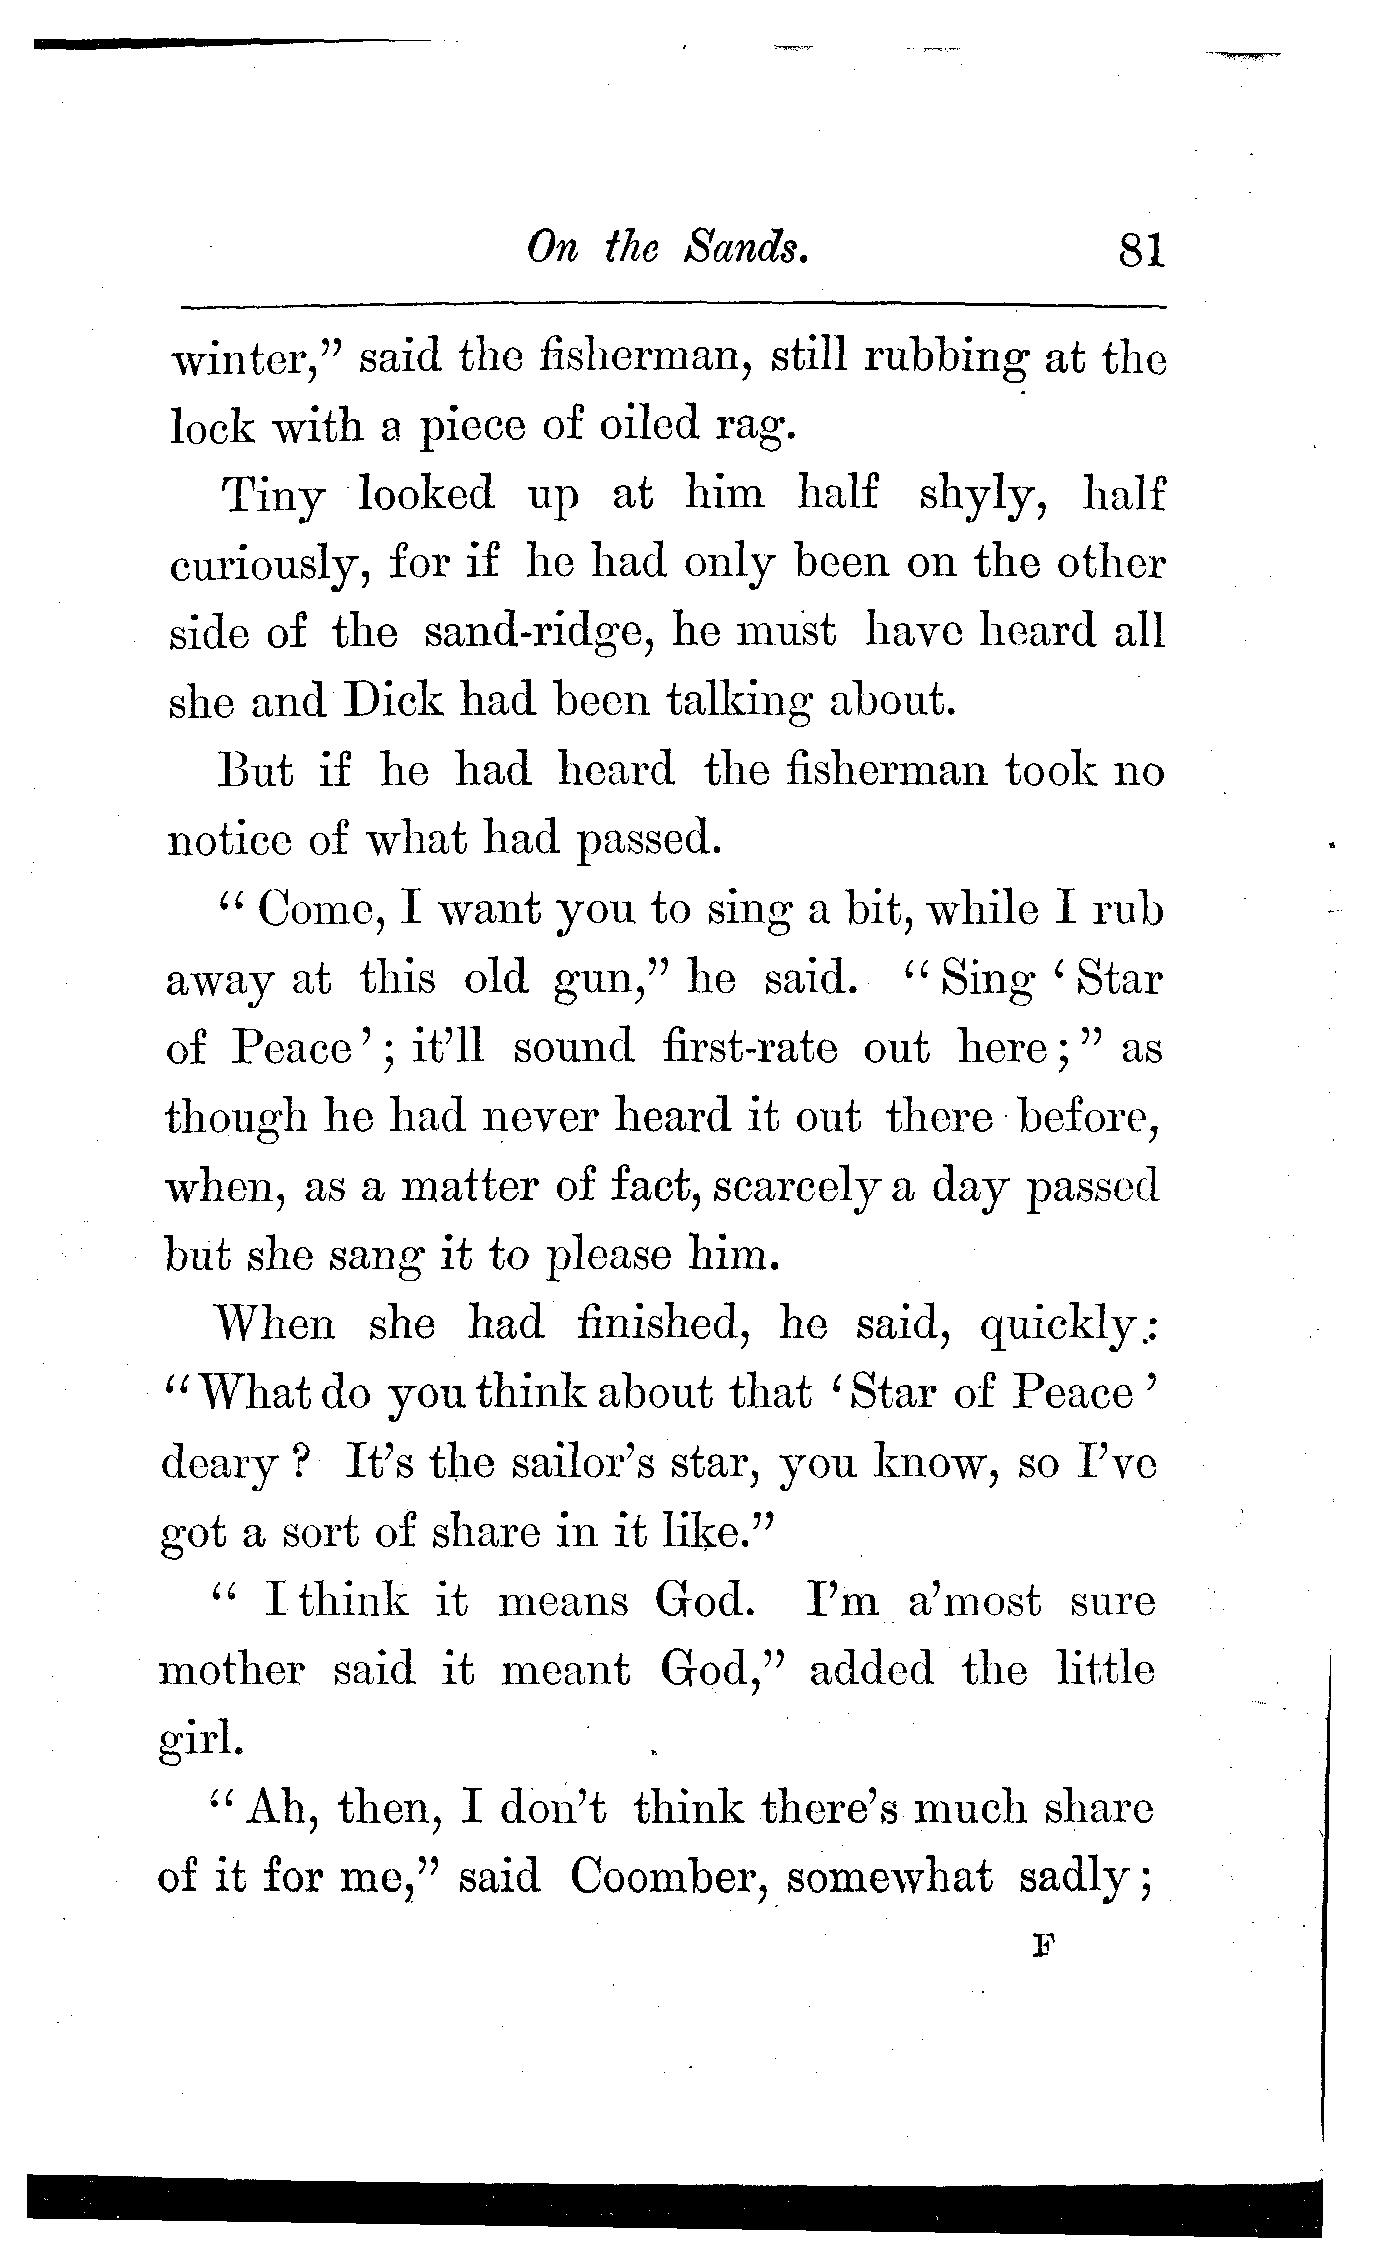 On the Sands. 81
winter,” said the fisherman, still rubbing at the
lock with a piece of oiled rag.
Tiny looked up at him half shyly, half
curiously, for if he had only been on the other
side of the sand-ridge, he must have heard all
she and Dick had been talking about.
But if he had heard the fisherman took no
notice of what had passed.
“ Come, I want you to sing a bit, while I rub
away at this old gun,” he said. “ Sing ‘ Star
of Peace ’ ; it’ll sound first-rate out here ; ” as
though he had never heard it out there before,
when, as a matter of fact, scarcely a day passed
but she sang it to please him.
When she had finished, he said, quickly :
“ What do you think about that ‘ Star of Peace ’
deary ? It’s the sailor’s star, you know, so I’ve
got a sort of share in it like.”
“ I think it means God. I’m a’most sure
mother said it meant God,” added the little
girl.
“ Ah, then, I don’t think there’s much share
of it for me,” said Coomber, somewhat sadly ;
F